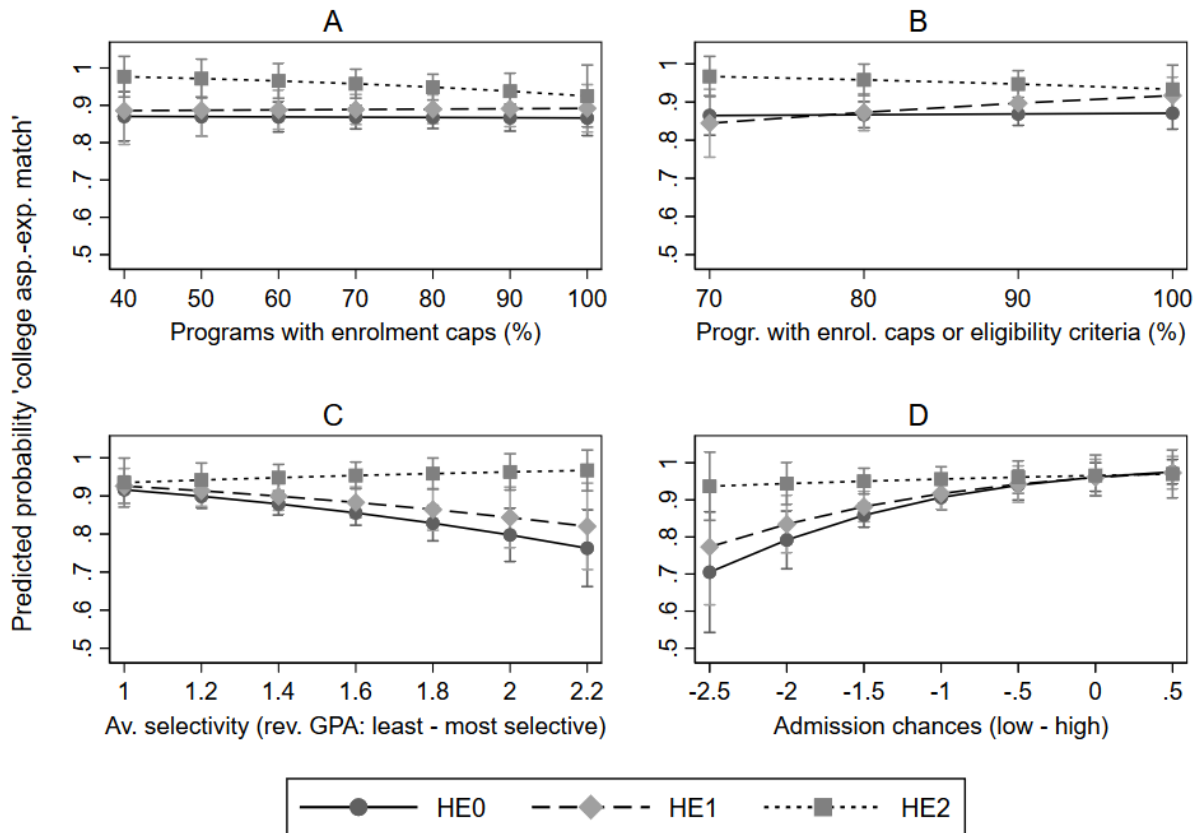 A
B
Predicted probability 'college asp.-exp. match'
1
.9
.8
.7
.6
.5
40 50 60 70 80 90 100
Programs with enrolment caps (%)
1
.9
.8
.7
.6
.5
70 80 90 100
Progr. with enrol. caps or eligibility criteria (%)
C
D
1
.9
.8
.7
.6
.5
1 1.2 1.4 1.6 1.8 2 2.2
Av. selectivity (rev. GPA: least - most selective)
1
.9
.8
.7
.6
.5
-2.5 -2 -1.5 -1 -.5 0 .5
Admission chances (low - high)
HE0 HE1 HE2